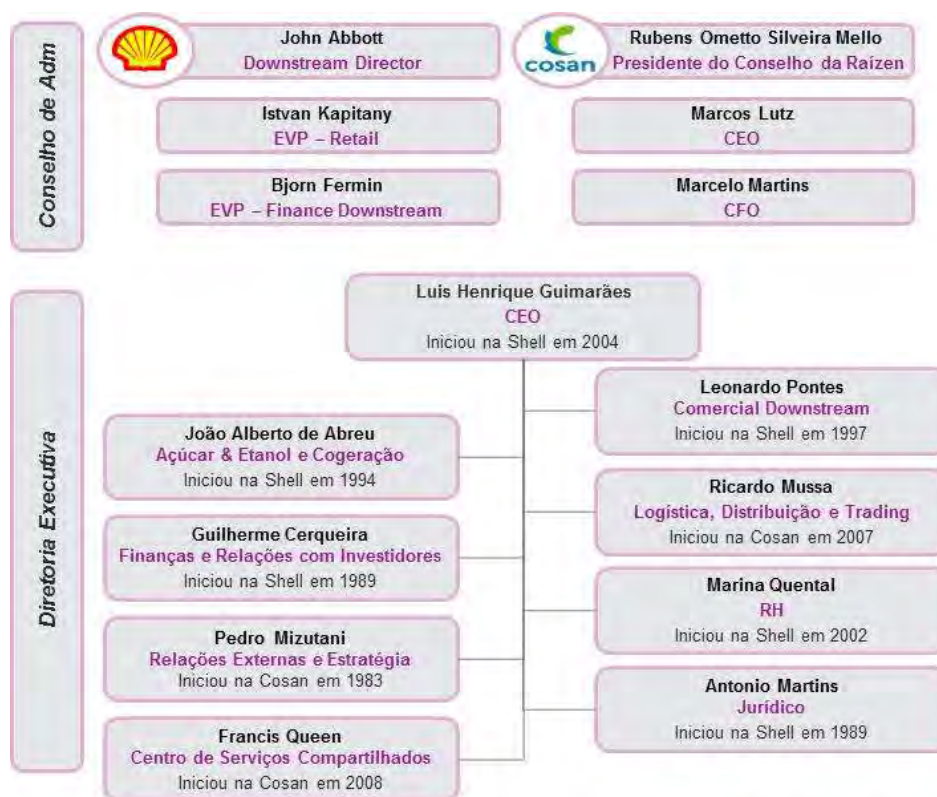 Conselho de Adm
John Abbott
Downstream Director
cosan
Rubens Ometto Silveira Mello
Presidente do Conselho da Raízen
Istvan Kapitany
EVP – Retail
Marcos Lutz
CEO
Bjorn Fermin
EVP – Finance Downstream
Marcelo Martins
CFO
Diretoria Executiva
Luis Henrique Guimarães
CEO
Iniciou na Shell em 2004
Leonardo Pontes
Comercial Downstream
Iniciou na Shell em 1997
João Alberto de Abreu
Açúcar & Etanol e Cogeração
Iniciou na Shell em 1994
Ricardo Mussa
Logística, Distribuição e Trading
Iniciou na Cosan em 2007
Guilherme Cerqueira
Finanças e Relações com Investidores
Iniciou na Shell em 1989
Marina Quental
RH
Iniciou na Shell em 2002
Pedro Mizutani
Relações Externas e Estratégia
Iniciou na Cosan em 1983
Antonio Martins
Jurídico
Iniciou na Shell em 1989
Francis Queen
Centro de Serviços Compartilhados
Iniciou na Cosan em 2008